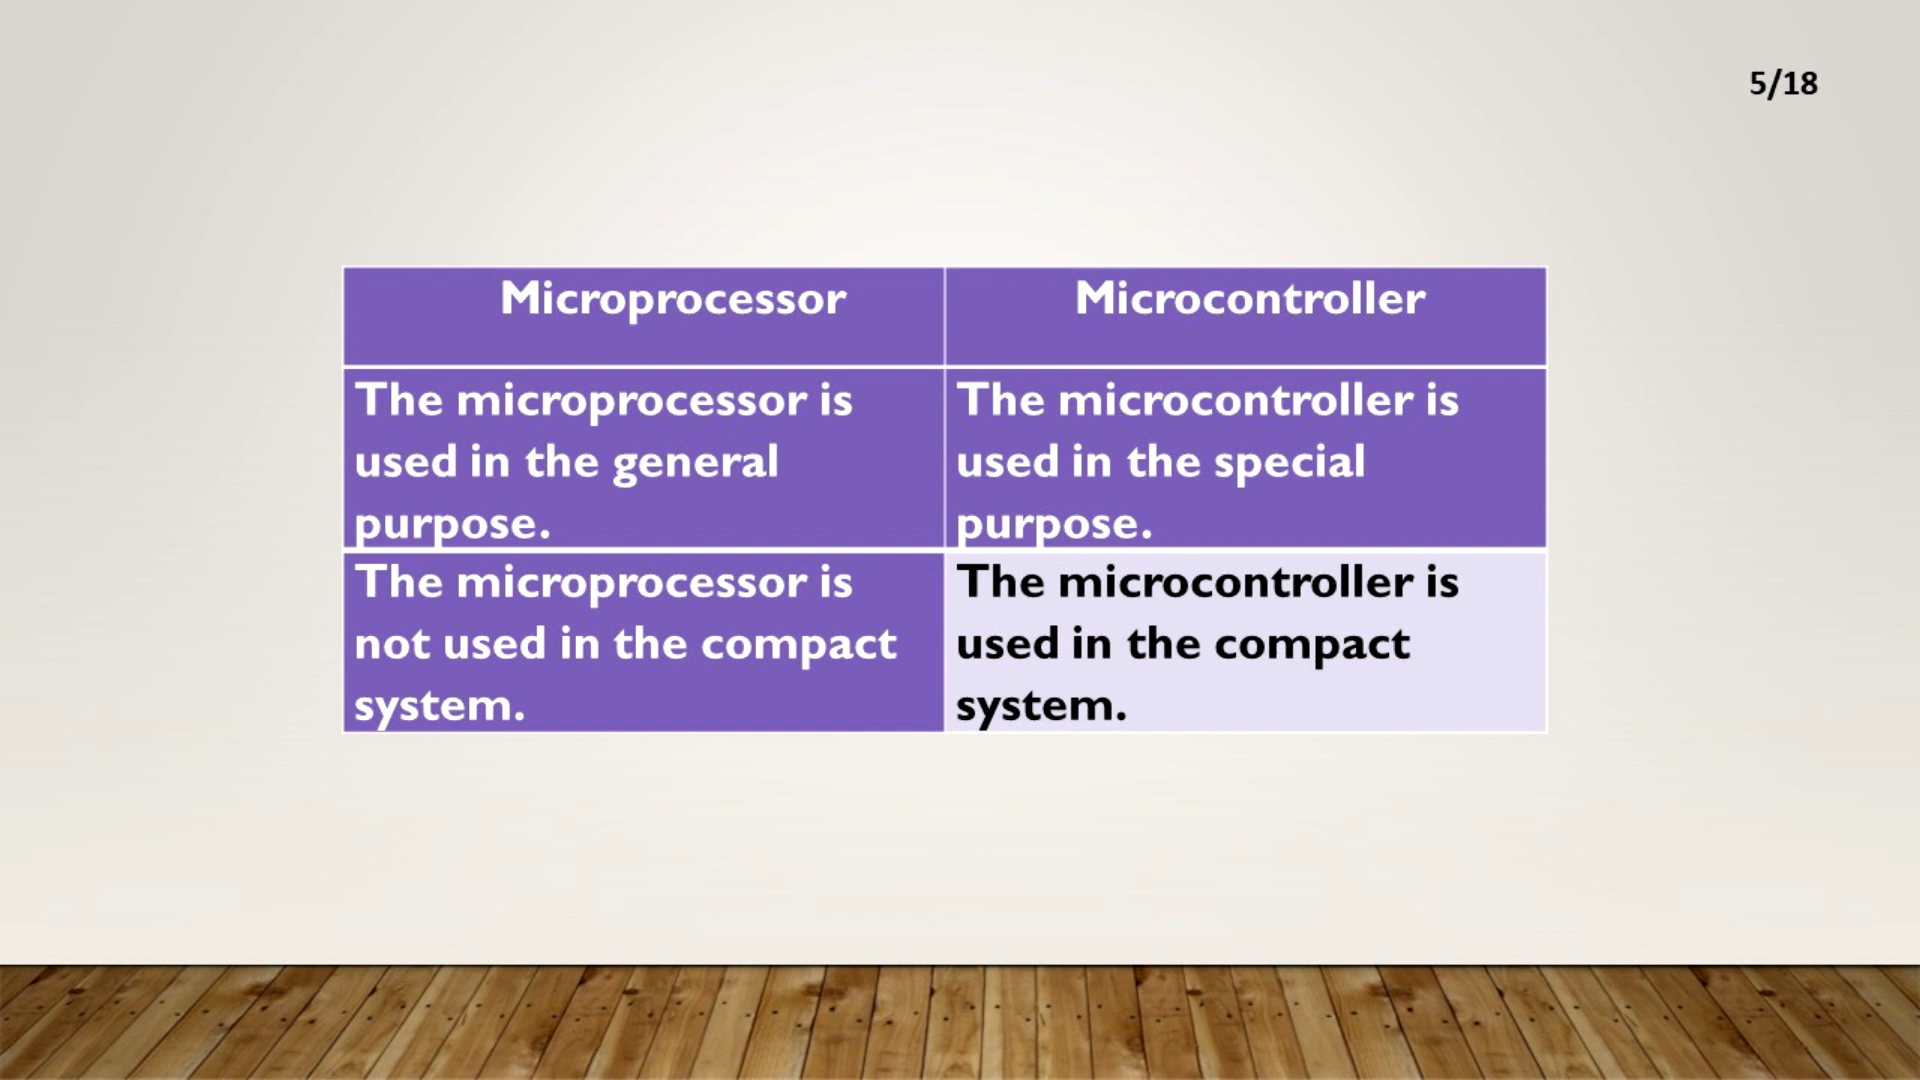 5/18
Microprocessor
Microcontroller
The microprocessor is
used in the general
purpose.
The microcontroller is
used in the special
purpose.
The microprocessor is
not used in the compact
system.
The microcontroller is
used in the compact
system.